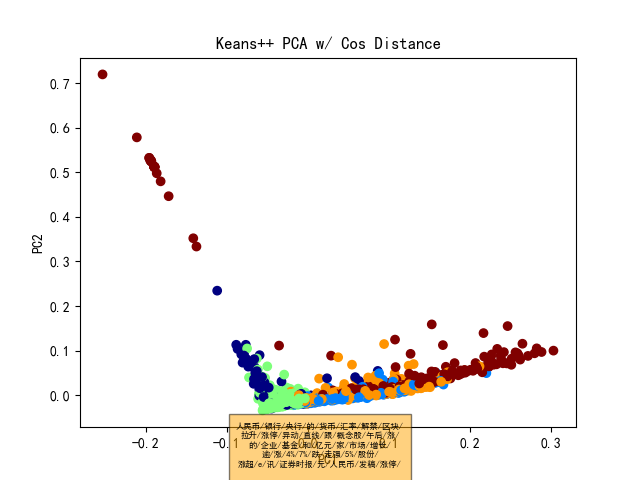 Keans++ PCA w/ Cos Distance
PC2
0.7
0.6
0.5
0.4
0.3
0.2
0.1
0.0
-0.2
-0.1
0.1
0.2
0.3
人民币/银行/央行/的/货币/汇率/解禁/区块/
拉升/涨停/异动/直线/跟/概念股/午后/涨/
的/企业/基金/和/亿元/家/市场/增长/
逾/涨/4%/7%/跌/走强/5%/股份/
涨超/e/讯/证券时报/元/人民币/发稿/涨停/